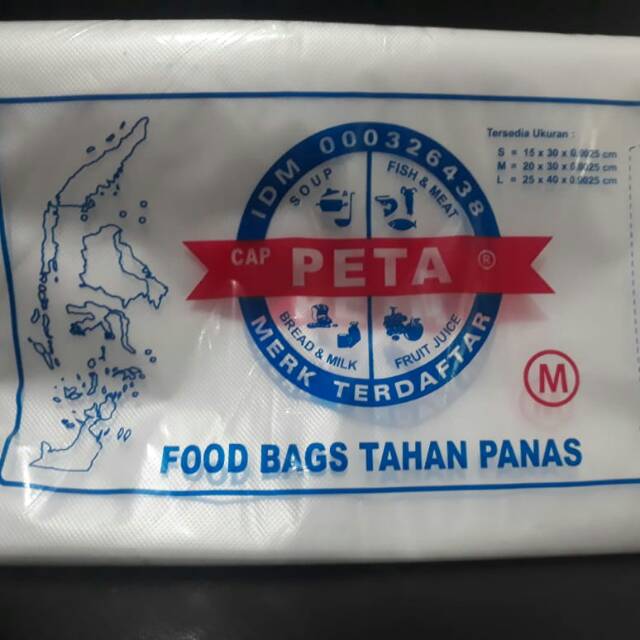 Tersedia Ukuran :
S = 15 x 30 x 0.0025 cm
M = 20 x 30 x 0.0025 cm
L = 25 x 40 x 0.0025 cm
IDM 000326438
SOUP
FISH & MEAT
CAP PETA ®
BREAD & MILK
FRUIT JUICE
MERK TERDAFTAR
M
FOOD BAGS TAHAN PANAS